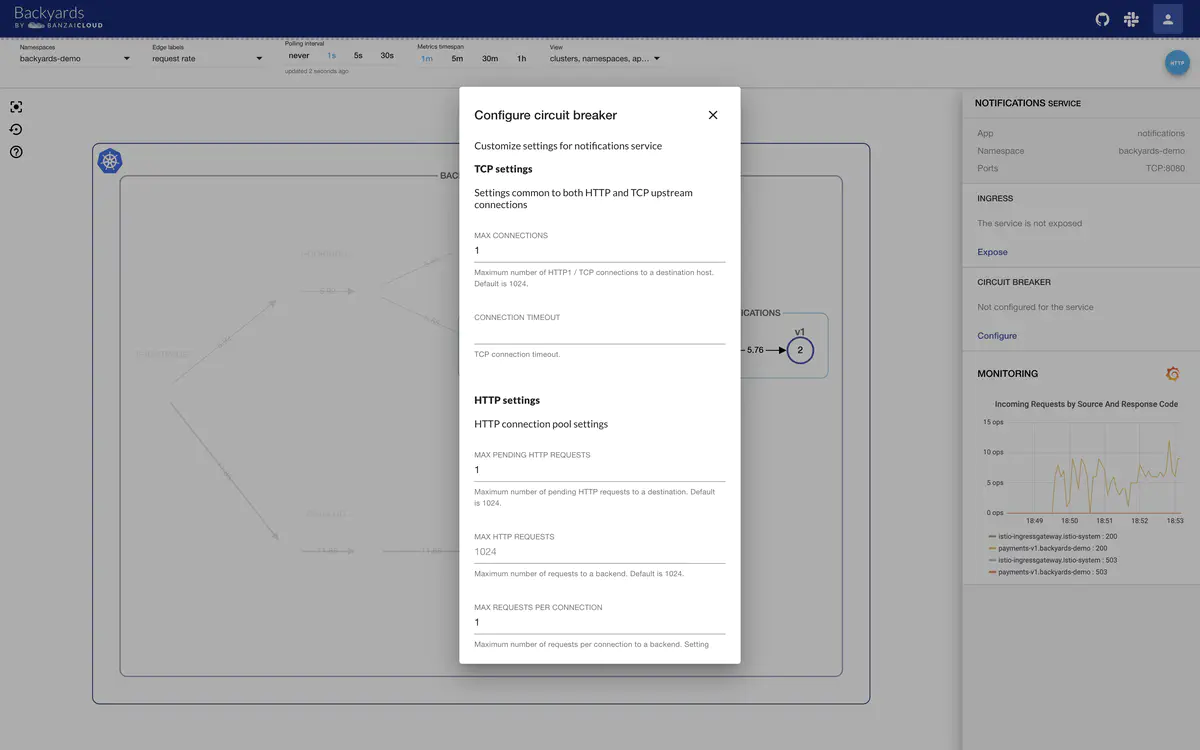 Backyards
BY BANZAICLOUD
Namespaces
backyards-demo
Edge labels
request rate
Polling interval
never 1s 5s 30s
updated 2 seconds ago
Metrics timespan
1m 5m 30m 1h
View
clusters, namespaces, ap...
HTTP
BAC
ICATIONS
v1
5.76
2
Configure circuit breaker
Customize settings for notifications service
TCP settings
Settings common to both HTTP and TCP upstream
connections
MAX CONNECTIONS
1
Maximum number of HTTP1 / TCP connections to a destination host.
Default is 1024.
CONNECTION TIMEOUT
TCP connection timeout.
HTTP settings
HTTP connection pool settings
MAX PENDING HTTP REQUESTS
1
Maximum number of pending HTTP requests to a destination. Default
is 1024.
MAX HTTP REQUESTS
1024
Maximum number of requests to a backend. Default is 1024.
MAX REQUESTS PER CONNECTION
1
Maximum number of requests per connection to a backend. Setting
NOTIFICATIONS SERVICE
App notifications
Namespace backyards-demo
Ports TCP:8080
INGRESS
The service is not exposed
Expose
CIRCUIT BREAKER
Not configured for the service
Configure
MONITORING
Incoming Requests by Source And Response Code
15 ops
10 ops
5 ops
0 ops
18:49 18:50 18:51 18:52 18:53
istio-ingressgateway.istio-system : 200
payments-v1.backyards-demo : 200
istio-ingressgateway.istio-system : 503
payments-v1.backyards-demo : 503